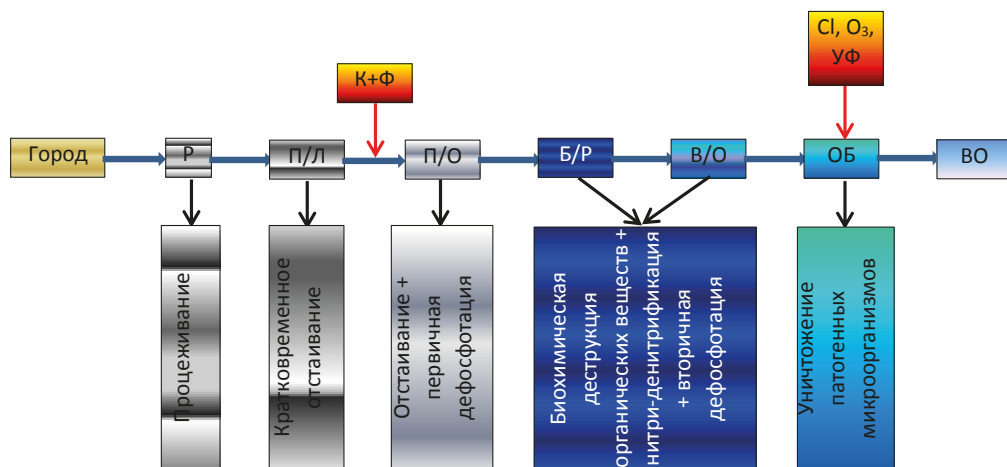 Cl, O₃,
УФ
К+Ф
Город
Р
П/Л
П/О
Б/Р
В/О
ОБ
ВО
Процеживание
Кратковременное
отстаивание
Отстаивание +
первичная
дефосфотация
Биохимическая
деструкция
органических веществ +
нитри-денитрификация
+ вторичная
дефосфотация
Уничтожение
патогенных
микроорганизмов